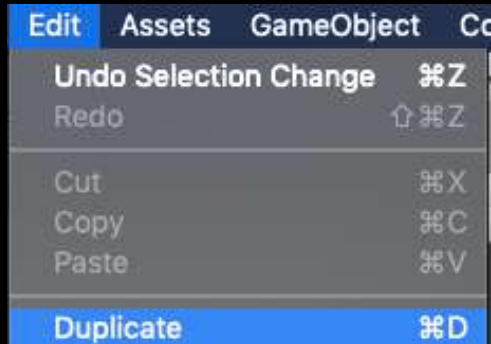 Edit Assets GameObject Co
Undo Selection Change ⌘Z
Redo ⇧⌘Z
Cut ⌘X
Copy ⌘C
Paste ⌘V
Duplicate ⌘D